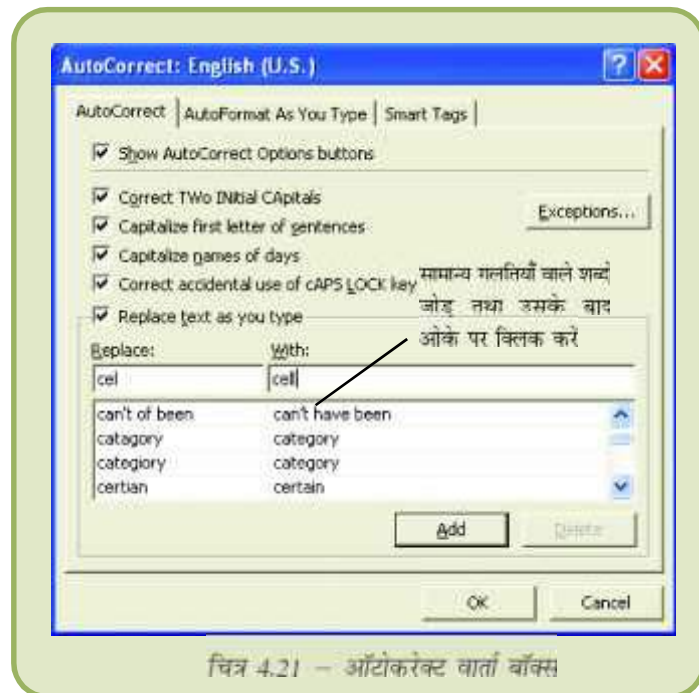 AutoCorrect: English (U.S.)
AutoCorrect AutoFormat As You Type Smart Tags
Show AutoCorrect Options buttons
Correct TWo INitial CApitals
Exceptions...
Capitalize first letter of sentences
Capitalize names of days
Correct accidental use of cAPS LOCK key
सामान्य गलतियाँ वाले शब्दों
जोड़ तथा उसके बाद
ओके पर क्लिक करें
Replace text as you type
Replace: With:
cel cell
can't of been can't have been
catagory category
categiory category
certian certain
Add Delete
OK Cancel
चित्र 4.21 – ऑटोकरेक्ट वार्ता बॉक्स